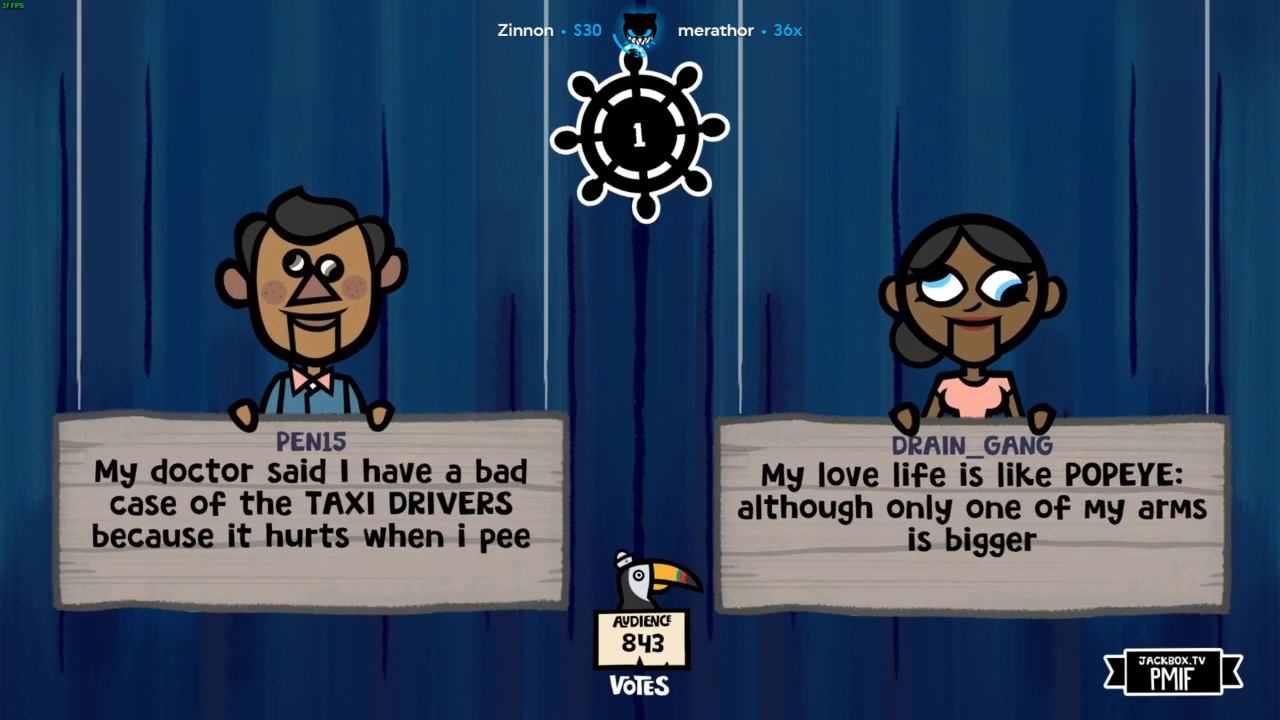 37 FPS
Zinnon • $30
merathor • 36x
1
PEN15
My doctor said I have a bad
case of the TAXI DRIVERS
because it hurts when i pee
DRAIN_GANG
My love life is like POPEYE:
although only one of my arms
is bigger
AUDIENCE
843
VOTES
JACKBOX.TV
PMIF